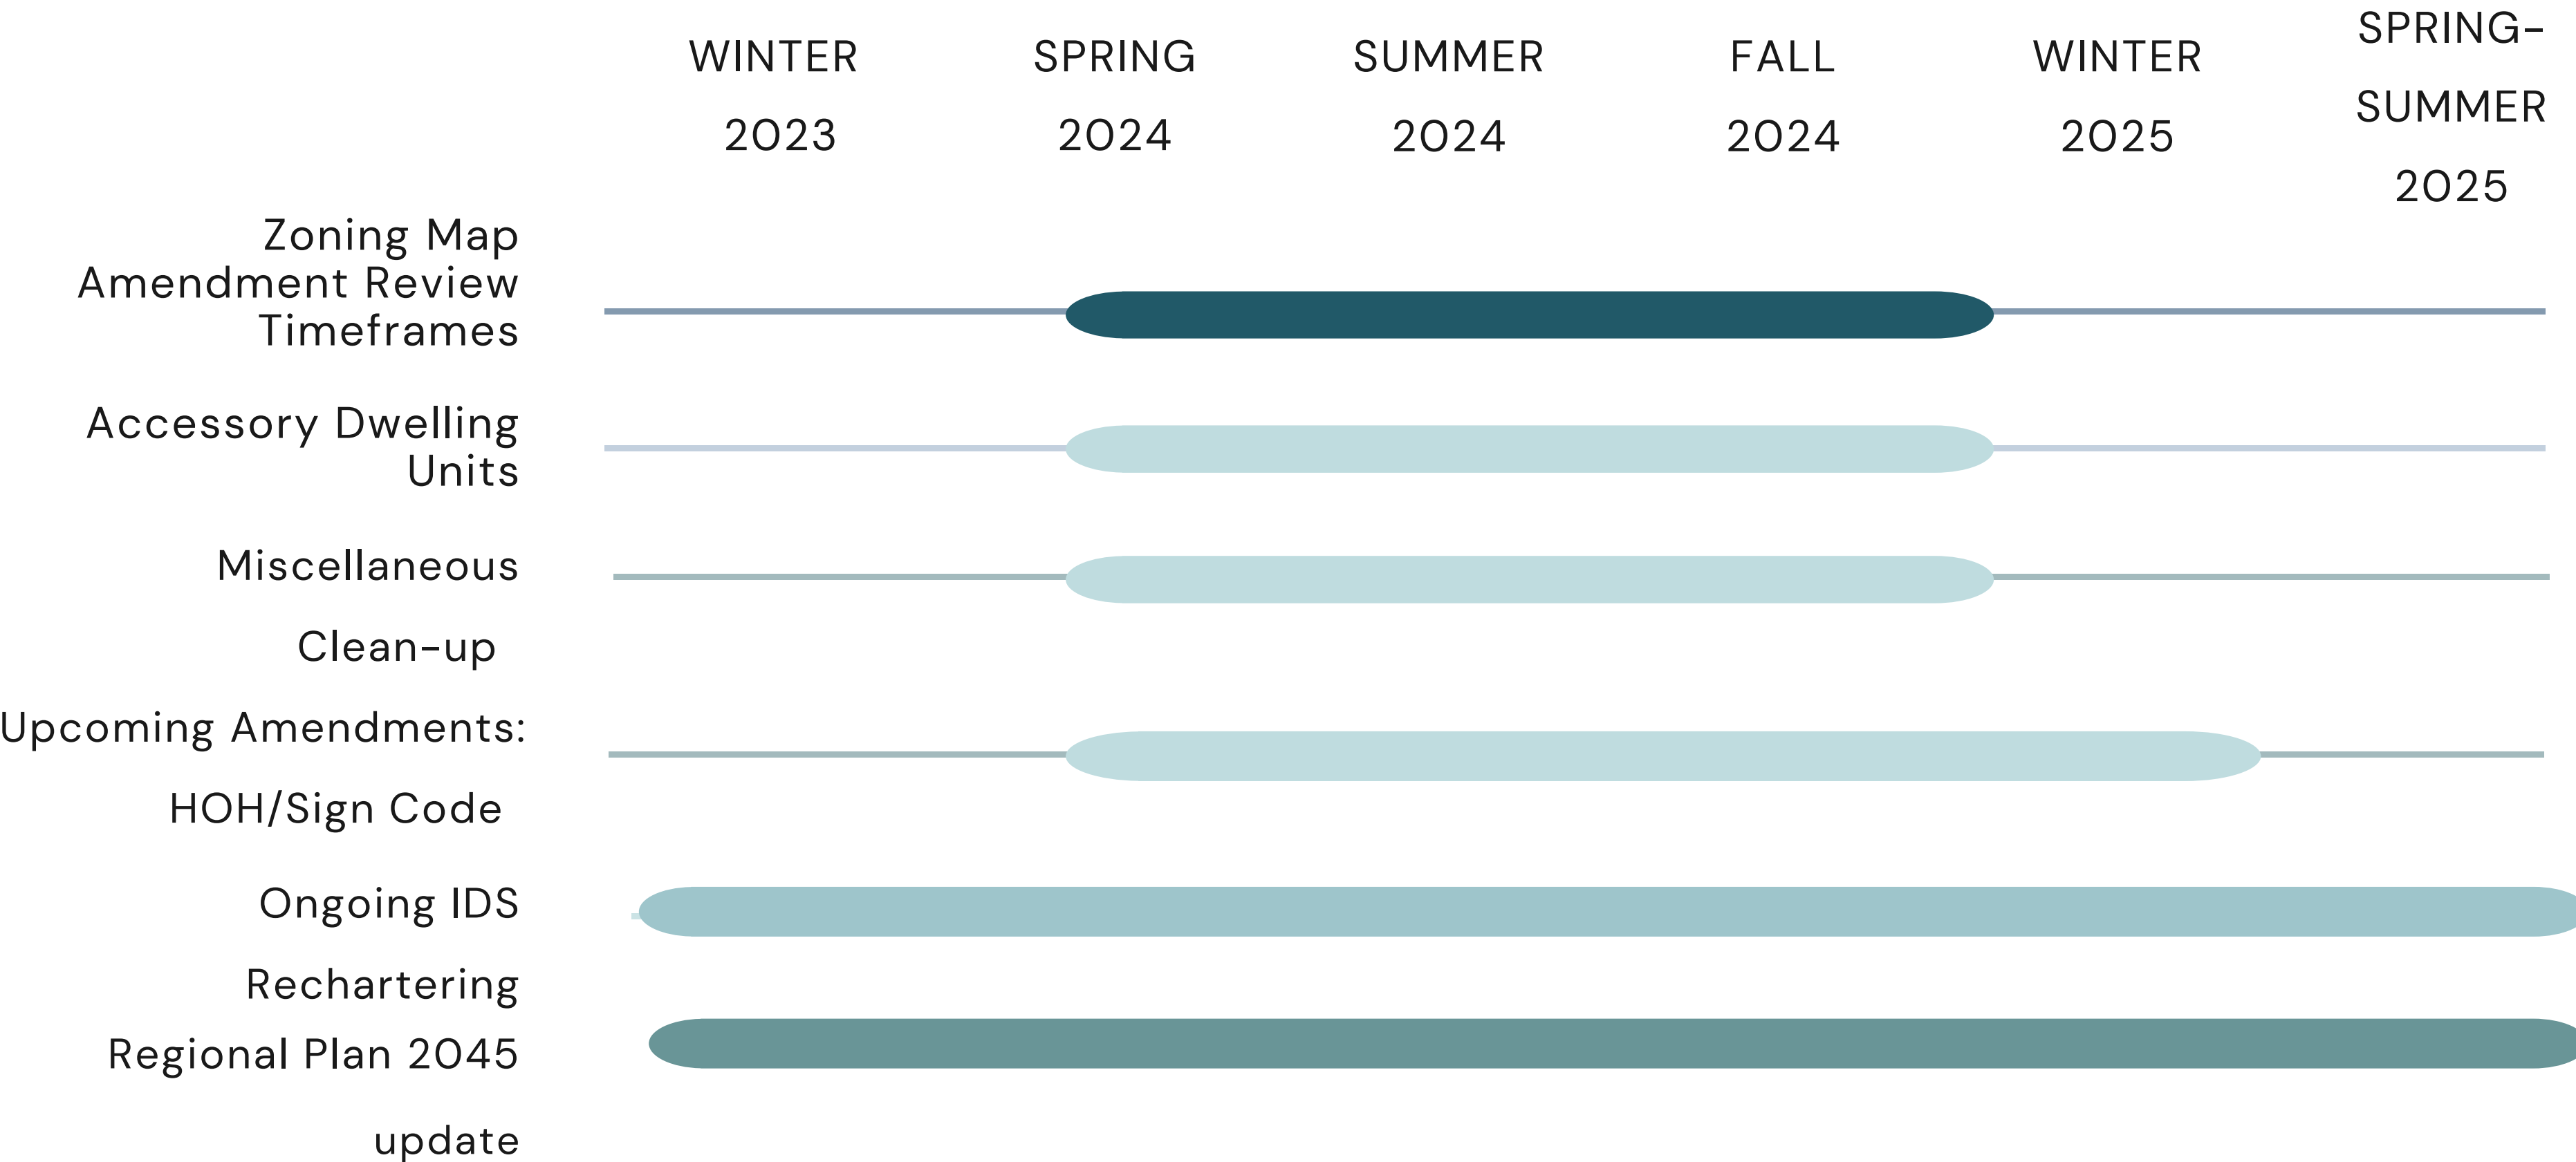 WINTER
2023
SPRING
2024
SUMMER
2024
FALL
2024
WINTER
2025
SPRING-
SUMMER
2025
Zoning Map
Amendment Review
Timeframes
Accessory Dwelling
Units
Miscellaneous
Clean-up
Upcoming Amendments:
HOH/Sign Code
Ongoing IDS
Rechartering
Regional Plan 2045
update